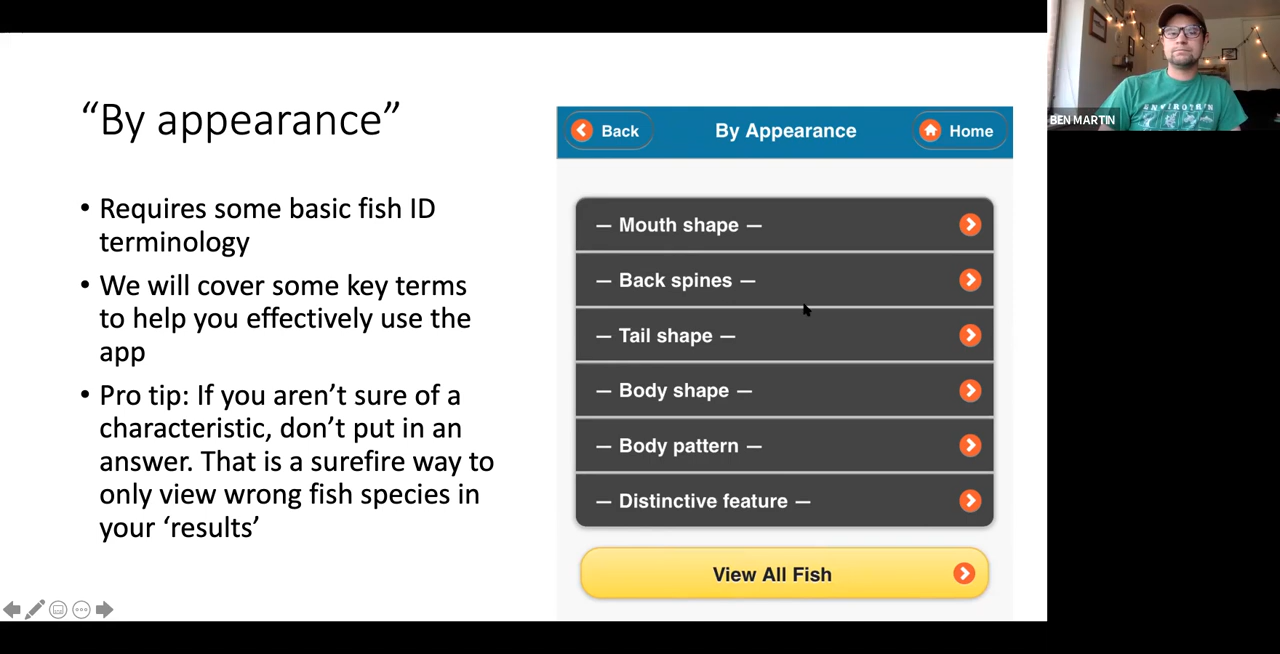 “By appearance”
• Requires some basic fish ID
terminology
• We will cover some key terms
to help you effectively use the
app
• Pro tip: If you aren’t sure of a
characteristic, don’t put in an
answer. That is a surefire way to
only view wrong fish species in
your ‘results’
Back
By Appearance
Home
— Mouth shape —
— Back spines —
— Tail shape —
— Body shape —
— Body pattern —
— Distinctive feature —
View All Fish
BEN MARTIN